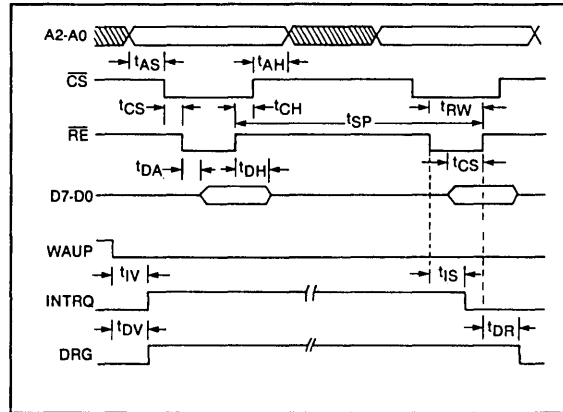 A2-A0
tAS
tAH
CS
tCS
tCH
tRW
tSP
RE
tCS
tDA
tDH
D7-D0
WAUP
tIV
tIS
INTRQ
tDV
tDR
DRG